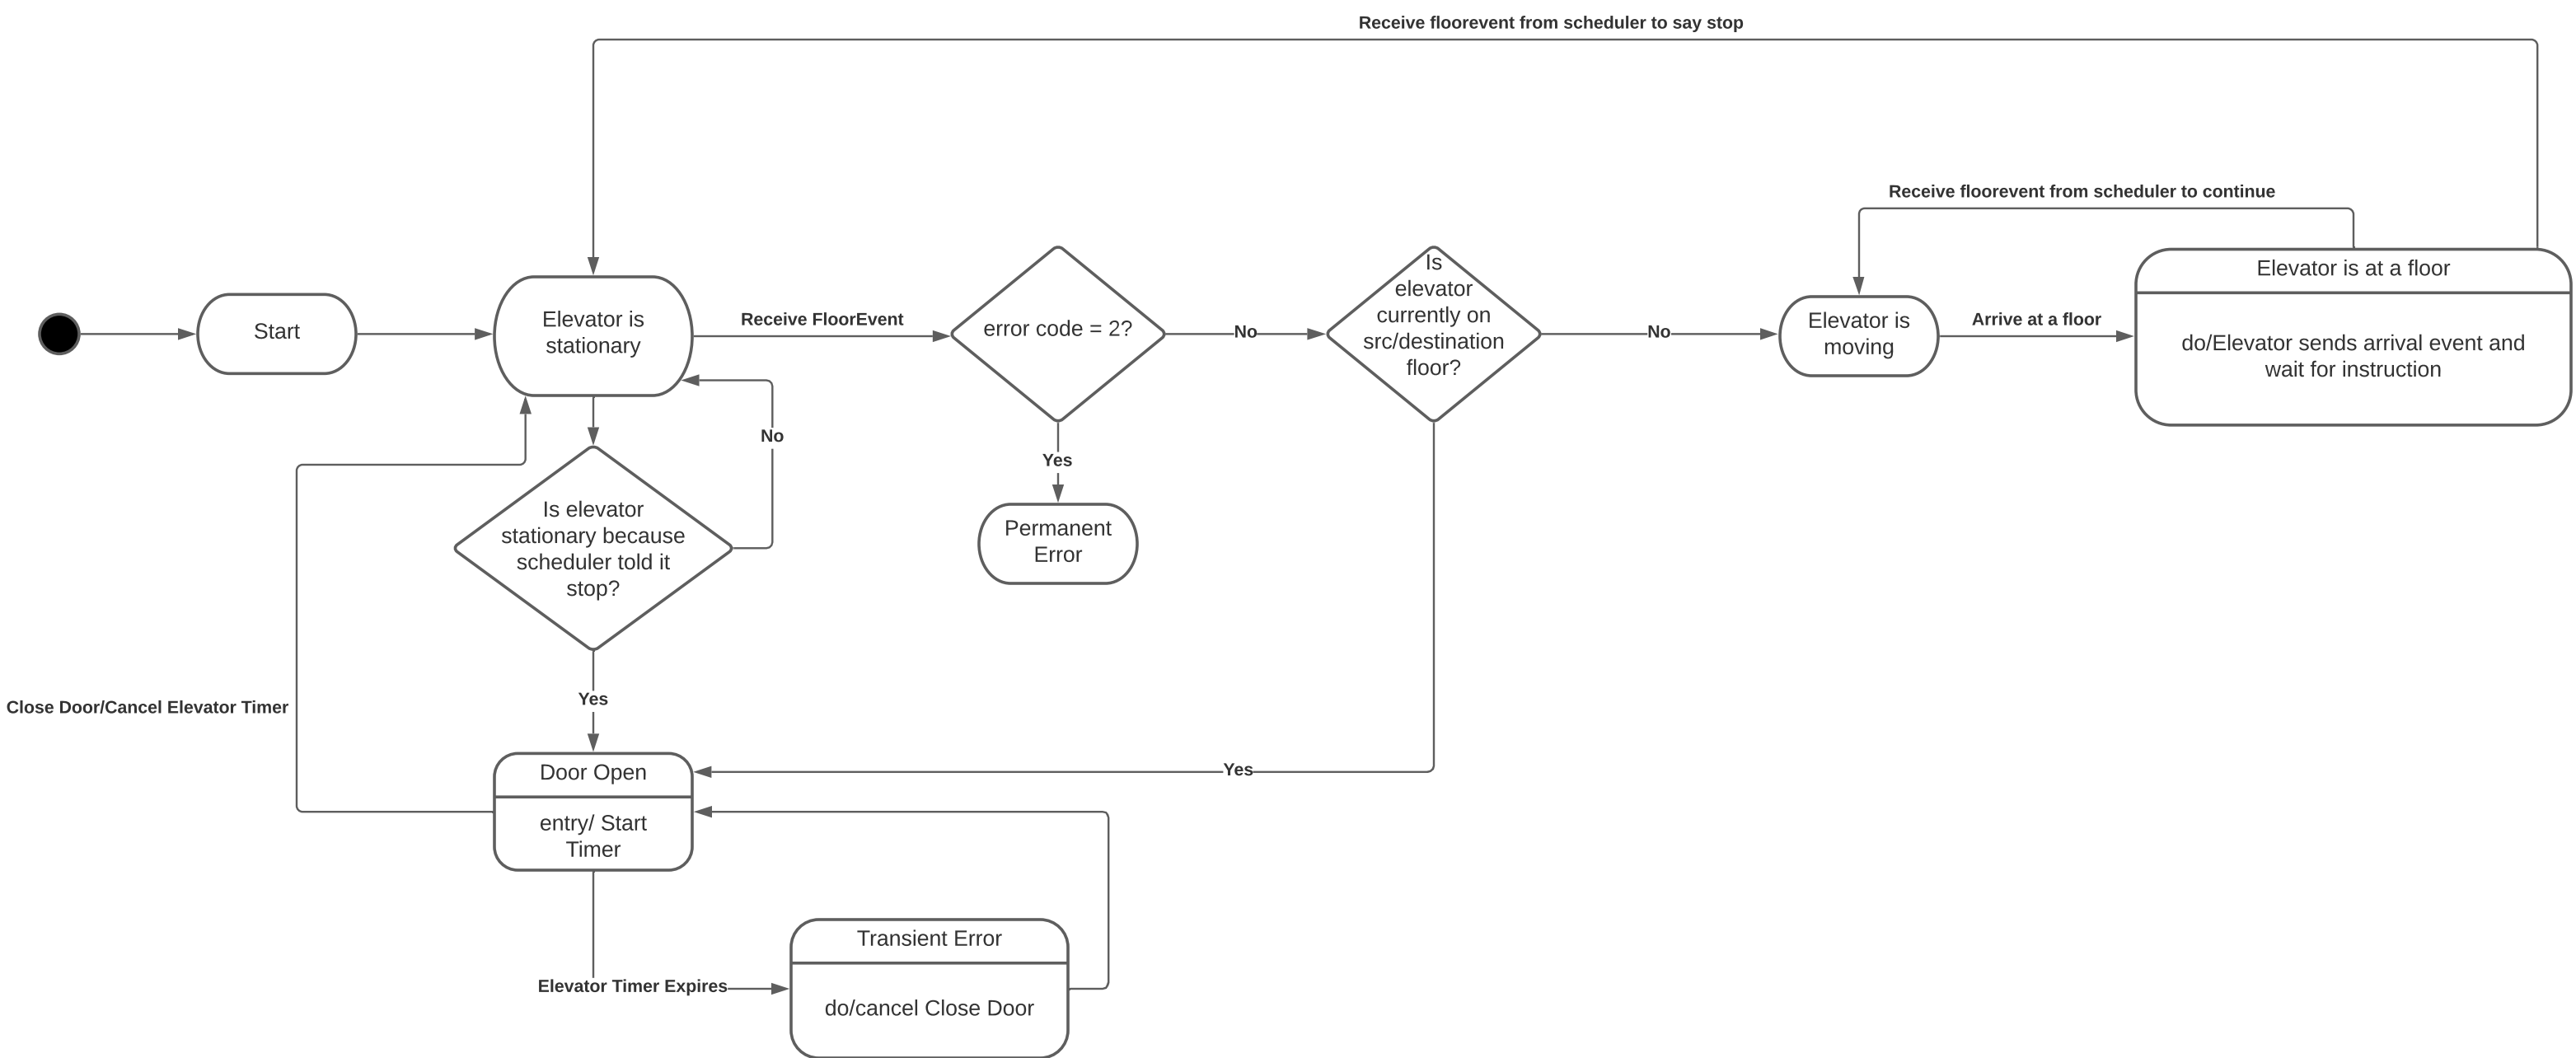 Receive floorevent from scheduler to say stop
Receive floorevent from scheduler to continue
Start
Elevator is
stationary
Receive FloorEvent
error code = 2?
No
Is
elevator
currently on
src/destination
floor?
No
Elevator is
moving
Arrive at a floor
Elevator is at a floor
do/Elevator sends arrival event and
wait for instruction
No
Yes
Permanent
Error
Is elevator
stationary because
scheduler told it
stop?
Yes
Close Door/Cancel Elevator Timer
Door Open
entry/ Start
Timer
Yes
Elevator Timer Expires
Transient Error
do/cancel Close Door